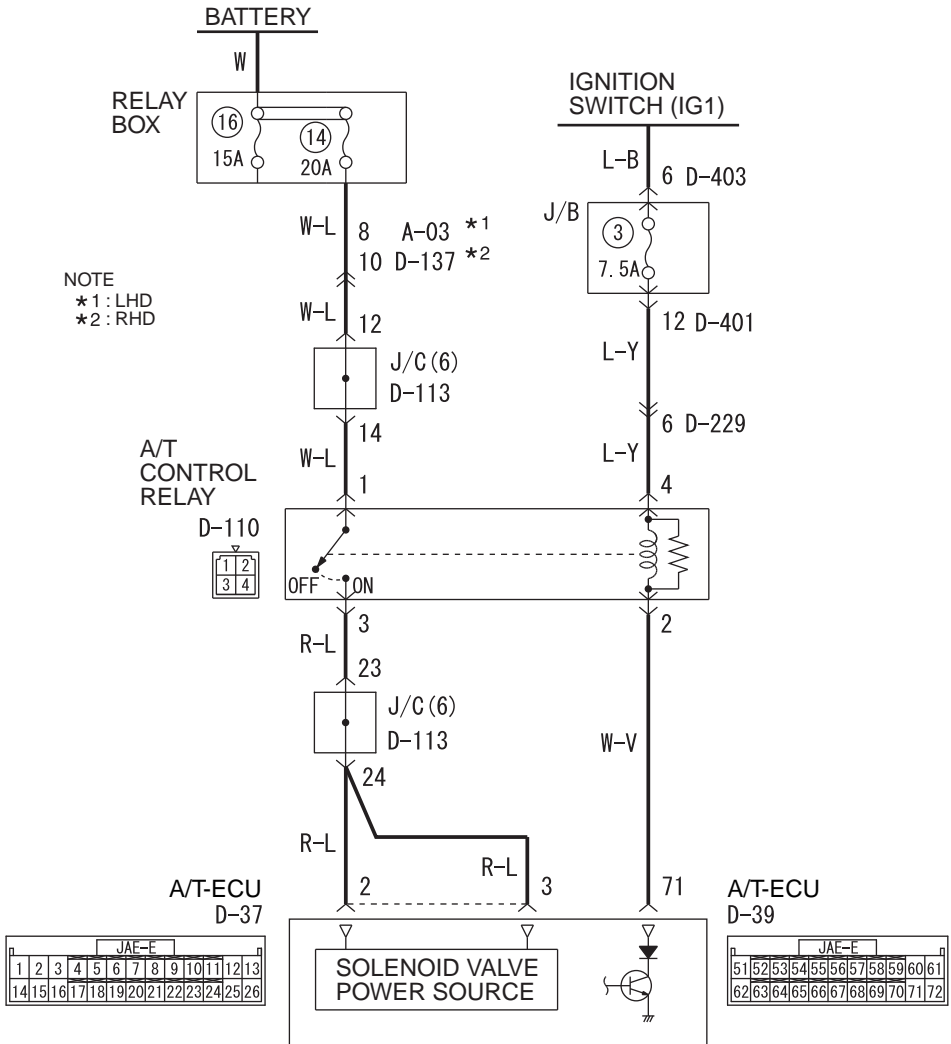 BATTERY
W
RELAY
BOX
16
15A
14
20A
IGNITION
SWITCH (IG1)
L-B
6 D-403
J/B
3
7.5A
W-L
8 A-03 *1
10 D-137 *2
NOTE
*1 : LHD
*2 : RHD
12 D-401
W-L
12
L-Y
J/C(6)
D-113
14
6 D-229
W-L
L-Y
A/T
CONTROL
RELAY
1
4
D-110
1 2
3 4
OFF
ON
3
2
R-L
23
J/C(6)
D-113
W-V
24
R-L
R-L
A/T-ECU
D-37
2
3
71
A/T-ECU
D-39
JAE-E
1 2 3 4 5 6 7 8 9 10 11 12 13
14 15 16 17 18 19 20 21 22 23 24 25 26
SOLENOID VALVE
POWER SOURCE
JAE-E
51 52 53 54 55 56 57 58 59 60 61
62 63 64 65 66 67 68 69 70 71 72